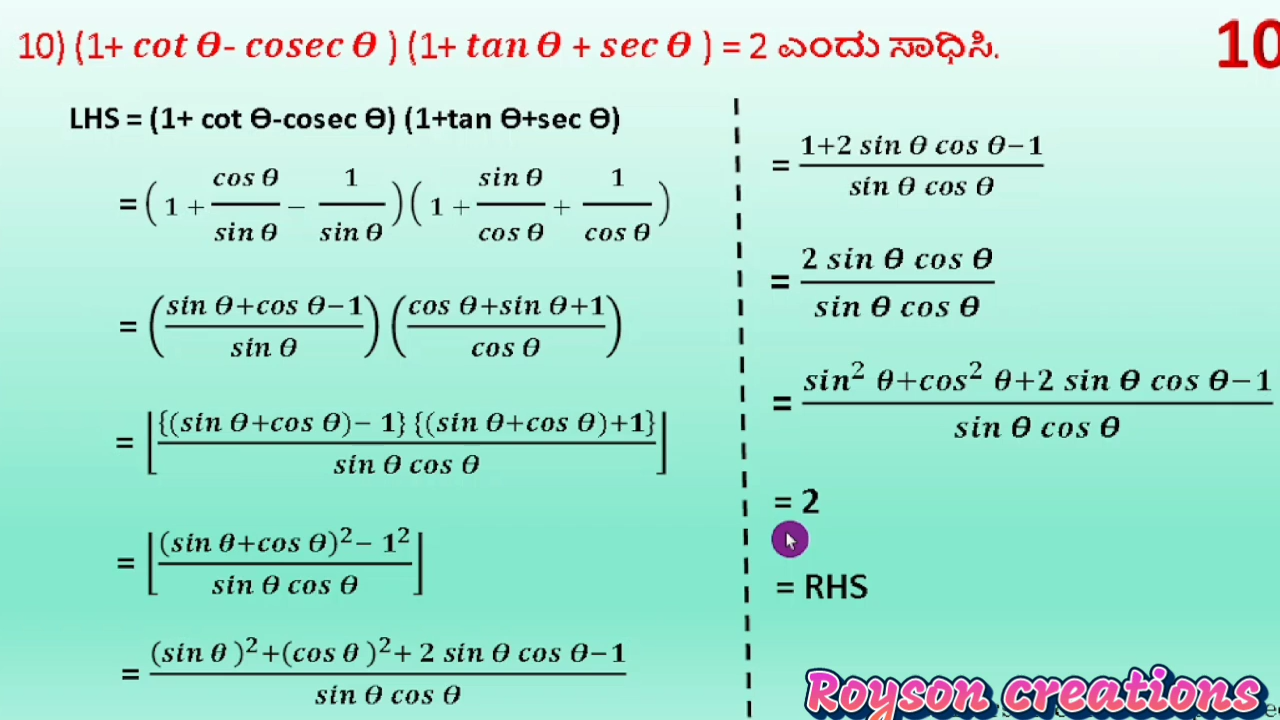 10) (1+ cot θ- cosec θ ) (1+ tan θ + sec θ ) = 2 ಎಂದು ಸಾಧಿಸಿ.
10
LHS = (1+ cot Ө-cosec Ө) (1+tan Ө+sec Ө)
= (1 + cos θ/sin θ − 1/sin θ)(1 + sin θ/cos θ + 1/cos θ)
= ((sin θ+cos θ−1)/sin θ) ((cos θ+sin θ+1)/cos θ)
= [{(sin θ+cos θ)− 1} {(sin θ+cos θ)+1}/sin θ cos θ]
= [(sin θ+cos θ)²− 1²/sin θ cos θ]
= (sin θ )²+(cos θ )²+ 2 sin θ cos θ−1/sin θ cos θ
= 1+2 sin θ cos θ−1/sin θ cos θ
= 2 sin θ cos θ/sin θ cos θ
= sin² θ+cos² θ+2 sin θ cos θ−1/sin θ cos θ
= 2
= RHS
Royson creations